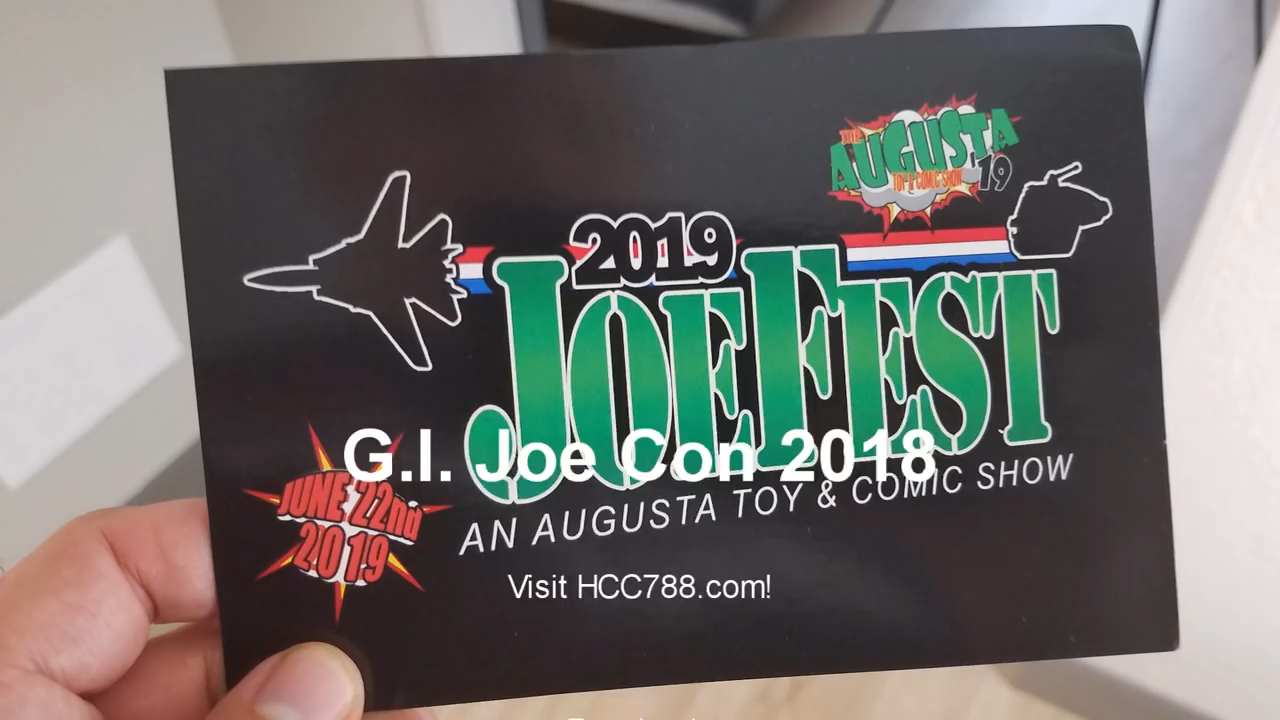 THE
AUGUSTA
TOY & COMIC SHOW
19
2019
JOEFEST
G.I. Joe Con 2018
AN AUGUSTA TOY & COMIC SHOW
JUNE 22nd
2019
Visit HCC788.com!